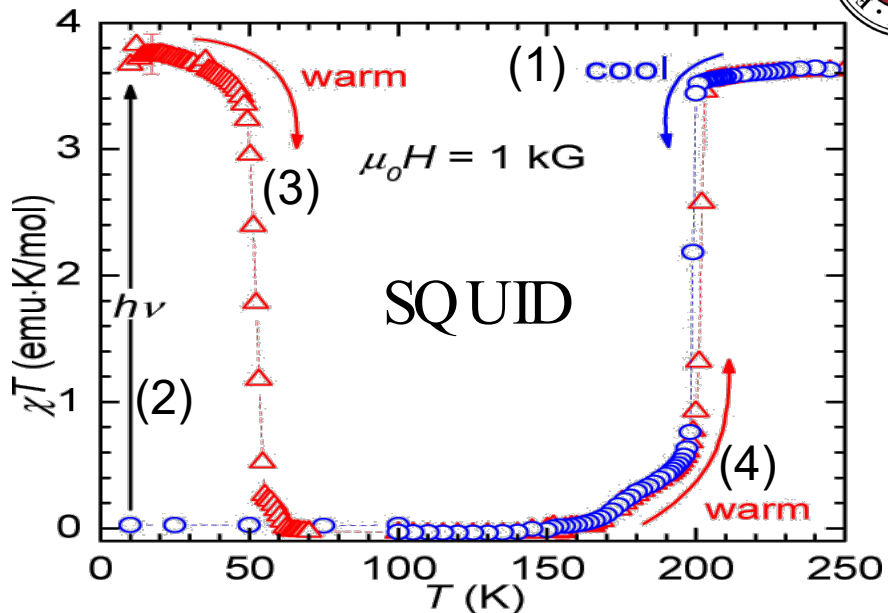 4
3
2
1
0
χT (emu·K/mol)
warm
(1)
cool
μ₀H = 1 kG
(3)
hν
(2)
SQUID
(4)
warm
0
50
100
150
200
250
T (K)